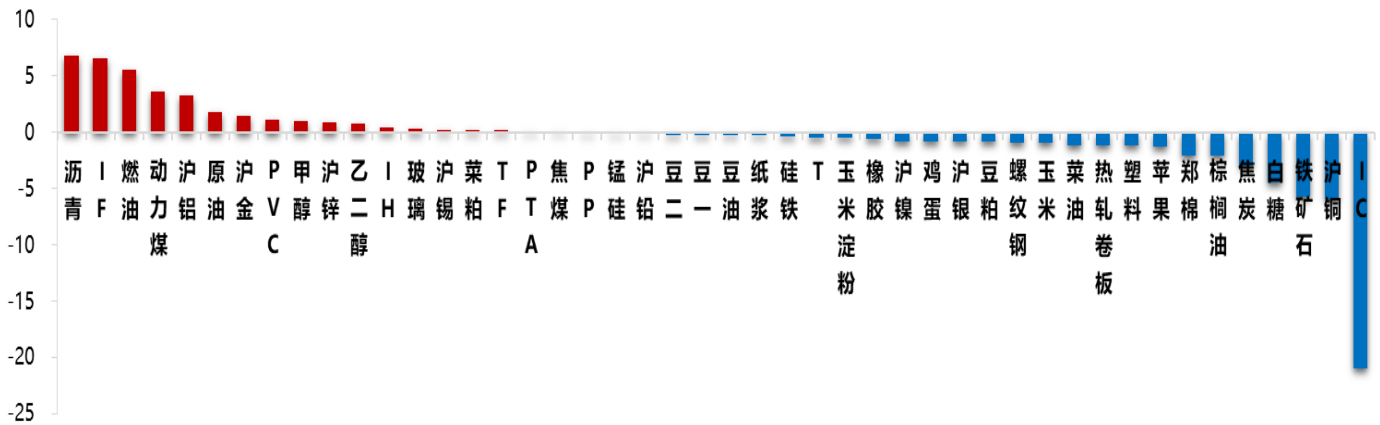 10
5
0
-5
-10
-15
-20
-25
沥青
IF
燃油
动力煤
沪铝
原油
沪金
PVC
甲醇
沪锌
乙二醇
IH
玻璃
沪锡
菜粕
TF
PTA
焦煤
PP
锰硅
沪铅
豆二
豆一
豆油
纸浆
硅铁
T
玉米淀粉
橡胶
沪镍
鸡蛋
沪银
豆粕
螺纹钢
玉米
菜油
热轧卷板
塑料
苹果
郑棉
棕榈油
焦炭
白糖
铁矿石
沪铜
IC